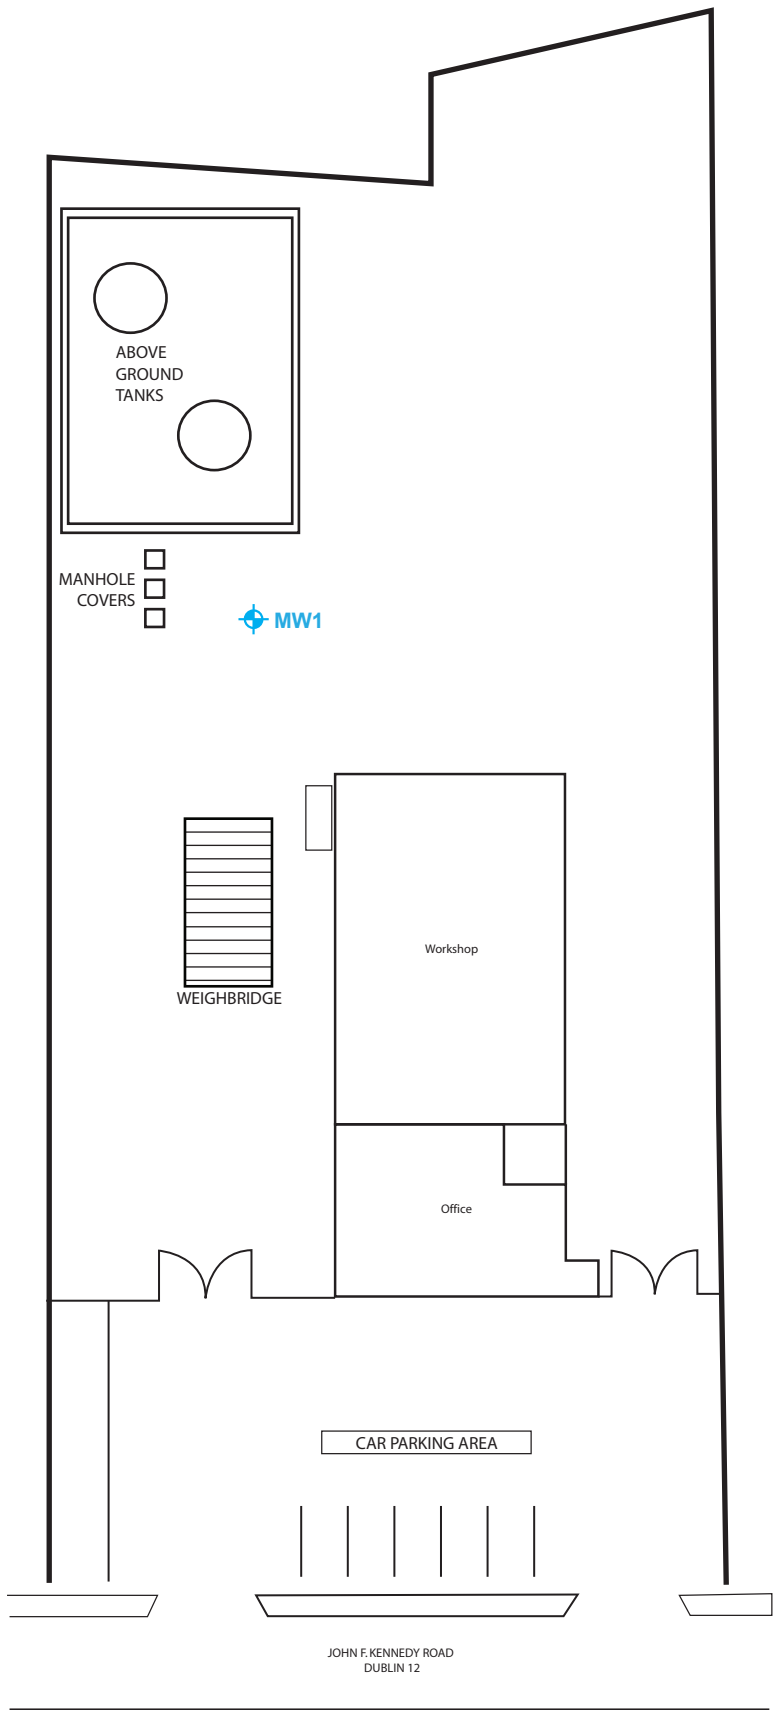 ABOVE
GROUND
TANKS
MANHOLE
COVERS
MW1
Workshop
WEIGHBRIDGE
Office
CAR PARKING AREA
JOHN F. KENNEDY ROAD
DUBLIN 12